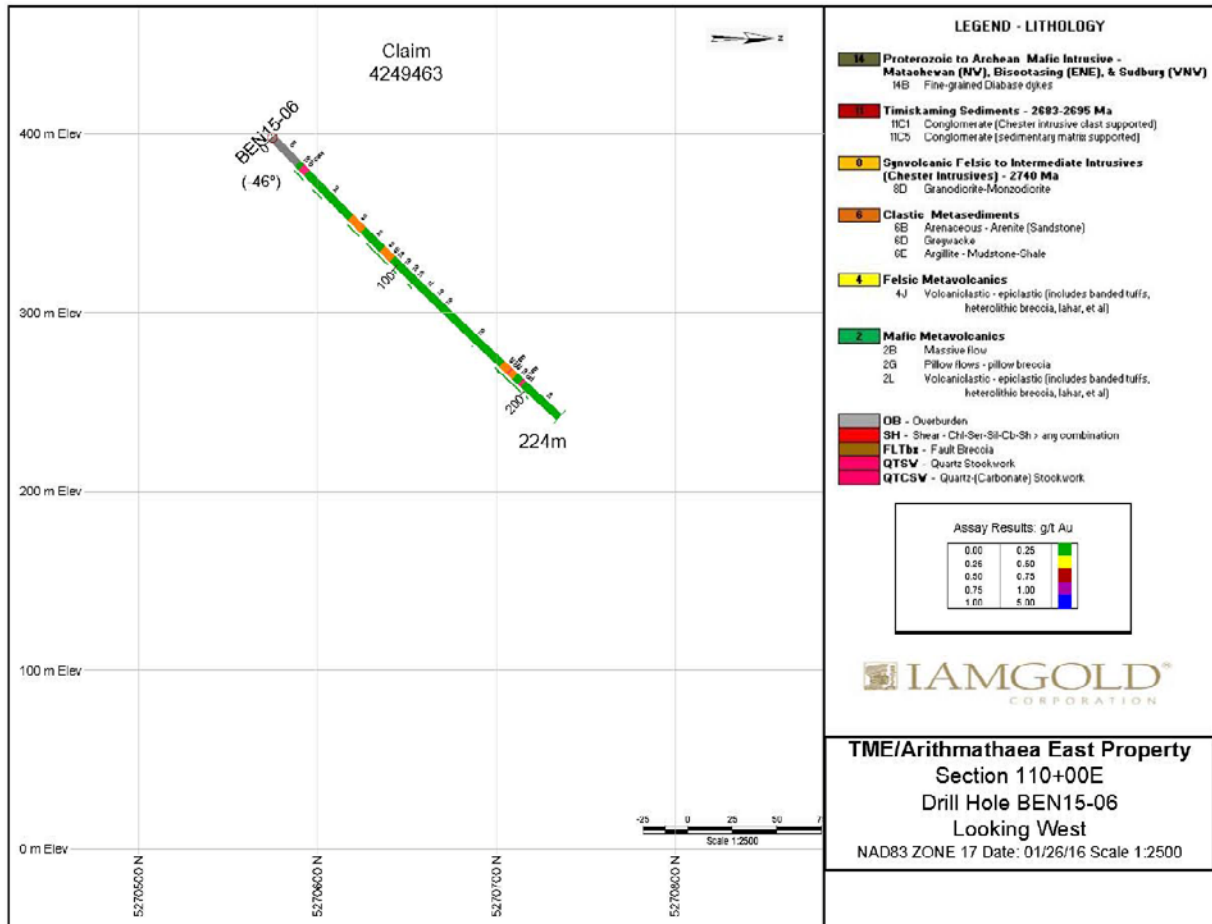 Claim
4249463
BEN15-06
0
(-46°)
100
200
224m
400 m Elev
300 m Elev
200 m Elev
100 m Elev
0 m Elev
5270500 N
5270600 N
5270700 N
5270800 N
-25 0 25 50 75
Scale 1:2500
LEGEND - LITHOLOGY
14 Proterozoic to Archean Mafic Intrusive -
Matachewan (NW), Biscotasing (ENE), & Sudbury (WNW)
14B Fine-grained Diabase dykes
11 Timiskaming Sediments - 2683-2695 Ma
11C1 Conglomerate (Chester intrusive clast supported)
11C5 Conglomerate (sedimentary matrix supported)
Synvolcanic Felsic to Intermediate Intrusives
(Chester Intrusives) - 2740 Ma
8D Granodiorite-Monzodiorite
6 Clastic Metasediments
6B Arenaceous - Arenite (Sandstone)
6D Greywacke
6E Argillite - Mudstone-Shale
4 Felsic Metavolcanics
4J Volcaniclastic - epiclastic (includes banded tuffs,
heterolithic breccia, lahar, et al)
2 Mafic Metavolcanics
2B Massive flow
2G Pillow flows - pillow breccia
2L Volcaniclastic - epiclastic (includes banded tuffs,
heterolithic breccia, lahar, et al)
OB - Overburden
SH - Shear - Chl-Ser-Sil-Cb-Sh > any combination
FLTbx - Fault Breccia
QTSW - Quartz Stockwork
QTCSW - Quartz-(Carbonate) Stockwork
Assay Results: g/t Au
0.00 0.25
0.25 0.50
0.50 0.75
0.75 1.00
1.00 5.00
IAMGOLD®
CORPORATION
TME/Arithmathaea East Property
Section 110+00E
Drill Hole BEN15-06
Looking West
NAD83 ZONE 17 Date: 01/26/16 Scale 1:2500